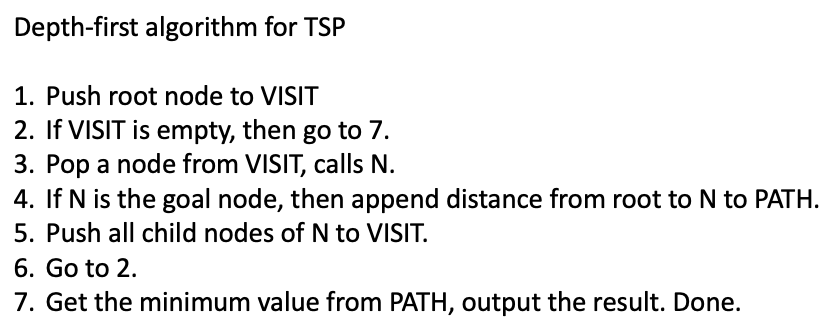 Depth-first algorithm for TSP
1. Push root node to VISIT
2. If VISIT is empty, then go to 7.
3. Pop a node from VISIT, calls N.
4. If N is the goal node, then append distance from root to N to PATH.
5. Push all child nodes of N to VISIT.
6. Go to 2.
7. Get the minimum value from PATH, output the result. Done.